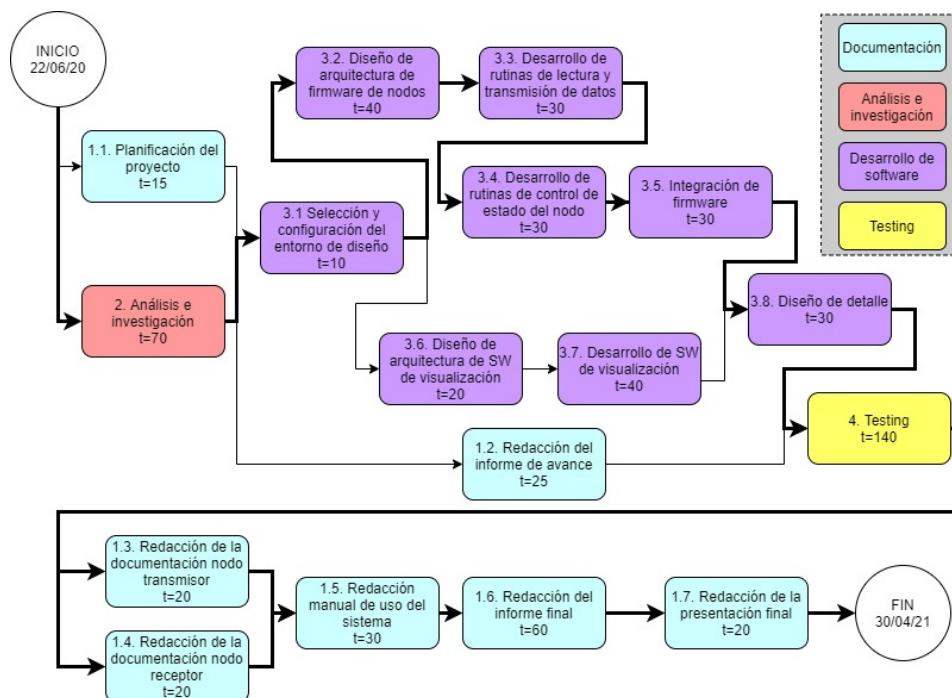 INICIO
22/06/20
1.1. Planificación del
proyecto
t=15
2. Análisis e
investigación
t=70
3.1 Selección y
configuración del
entorno de diseño
t=10
3.2. Diseño de
arquitectura de
firmware de nodos
t=40
3.3. Desarrollo de
rutinas de lectura y
transmisión de datos
t=30
3.4. Desarrollo de
rutinas de control de
estado del nodo
t=30
3.5. Integración de
firmware
t=30
3.6. Diseño de
arquitectura de SW
de visualización
t=20
3.7. Desarrollo de SW
de visualización
t=40
3.8. Diseño de detalle
t=30
1.2. Redacción del
informe de avance
t=25
4. Testing
t=140
Documentación
Análisis e
investigación
Desarrollo de
software
Testing
1.3. Redacción de la
documentación nodo
transmisor
t=20
1.4. Redacción de la
documentación nodo
receptor
t=20
1.5. Redacción
manual de uso del
sistema
t=30
1.6. Redacción del
informe final
t=60
1.7. Redacción de la
presentación final
t=20
FIN
30/04/21